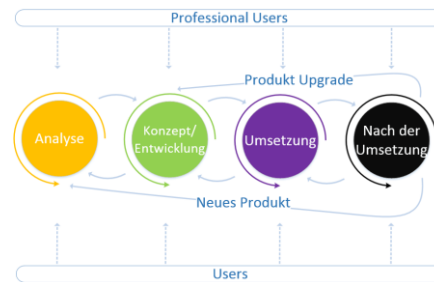 Professional Users
Produkt Upgrade
Analyse
Konzept/
Entwicklung
Umsetzung
Nach der
Umsetzung
Neues Produkt
Users